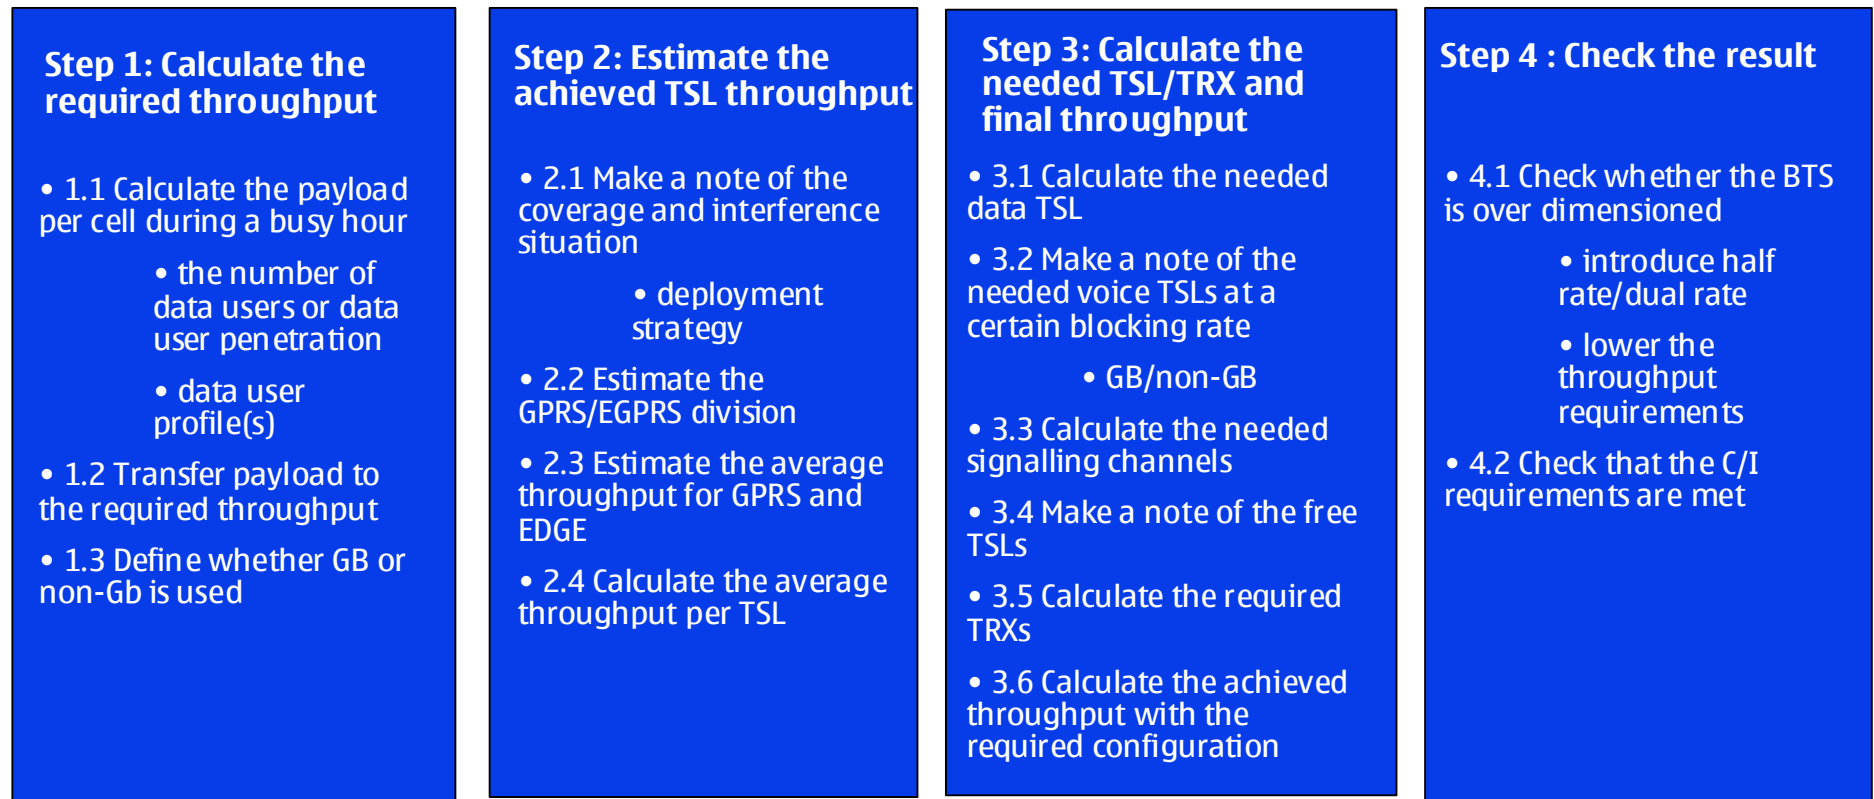 Step 1: Calculate the
required throughput
• 1.1 Calculate the payload
per cell during a busy hour
• the number of
data users or data
user penetration
• data user
profile(s)
• 1.2 Transfer payload to
the required throughput
• 1.3 Define whether GB or
non-Gb is used
Step 2: Estimate the
achieved TSL throughput
• 2.1 Make a note of the
coverage and interference
situation
• deployment
strategy
• 2.2 Estimate the
GPRS/EGPRS division
• 2.3 Estimate the average
throughput for GPRS and
EDGE
• 2.4 Calculate the average
throughput per TSL
Step 3: Calculate the
needed TSL/TRX and
final throughput
• 3.1 Calculate the needed
data TSL
• 3.2 Make a note of the
needed voice TSLs at a
certain blocking rate
• GB/non-GB
• 3.3 Calculate the needed
signalling channels
• 3.4 Make a note of the free
TSLs
• 3.5 Calculate the required
TRXs
• 3.6 Calculate the achieved
throughput with the
required configuration
Step 4 : Check the result
• 4.1 Check whether the BTS
is over dimensioned
• introduce half
rate/dual rate
• lower the
throughput
requirements
• 4.2 Check that the C/I
requirements are met